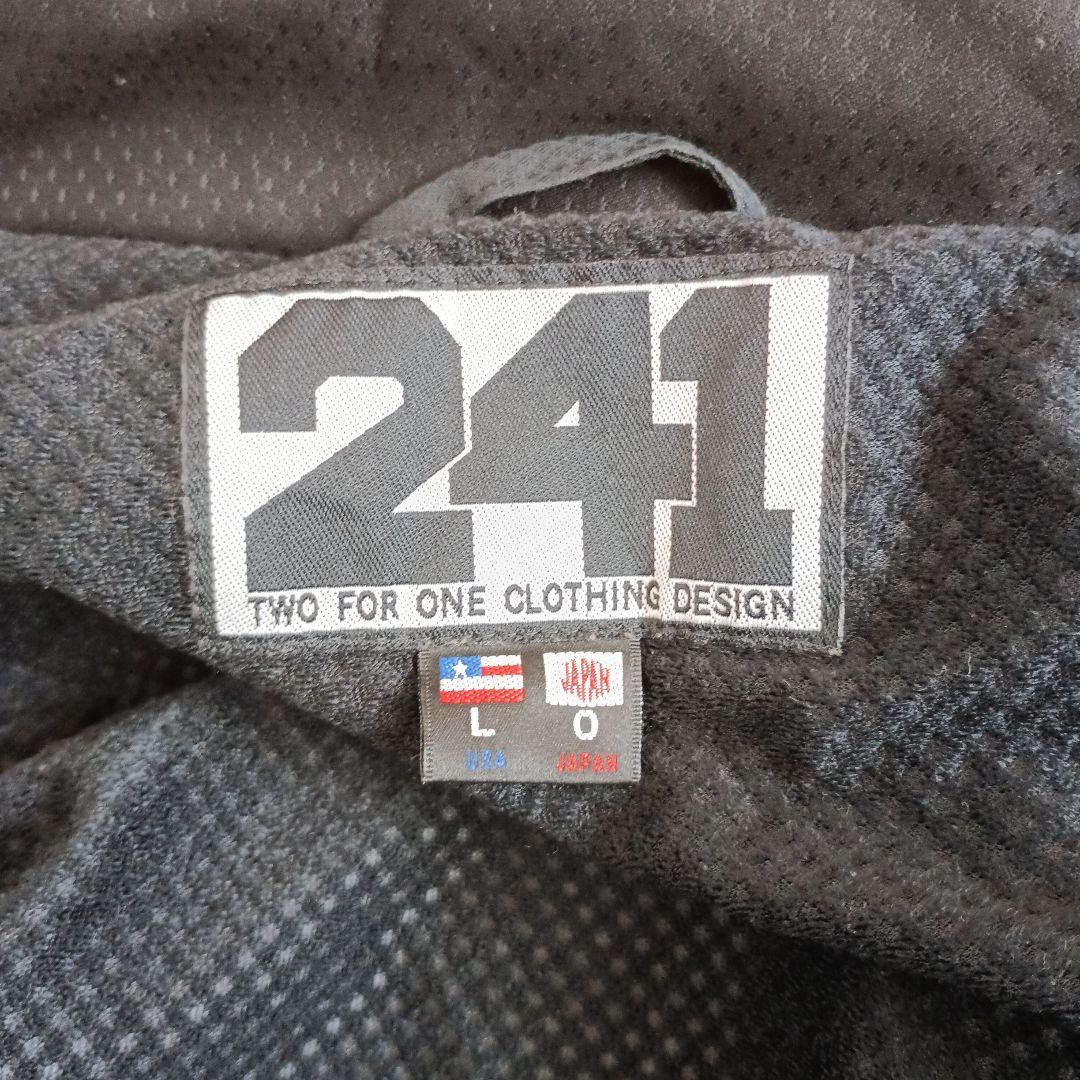 241
TWO FOR ONE CLOTHING DESIGN
JAPAN
L O
USA JAPAN